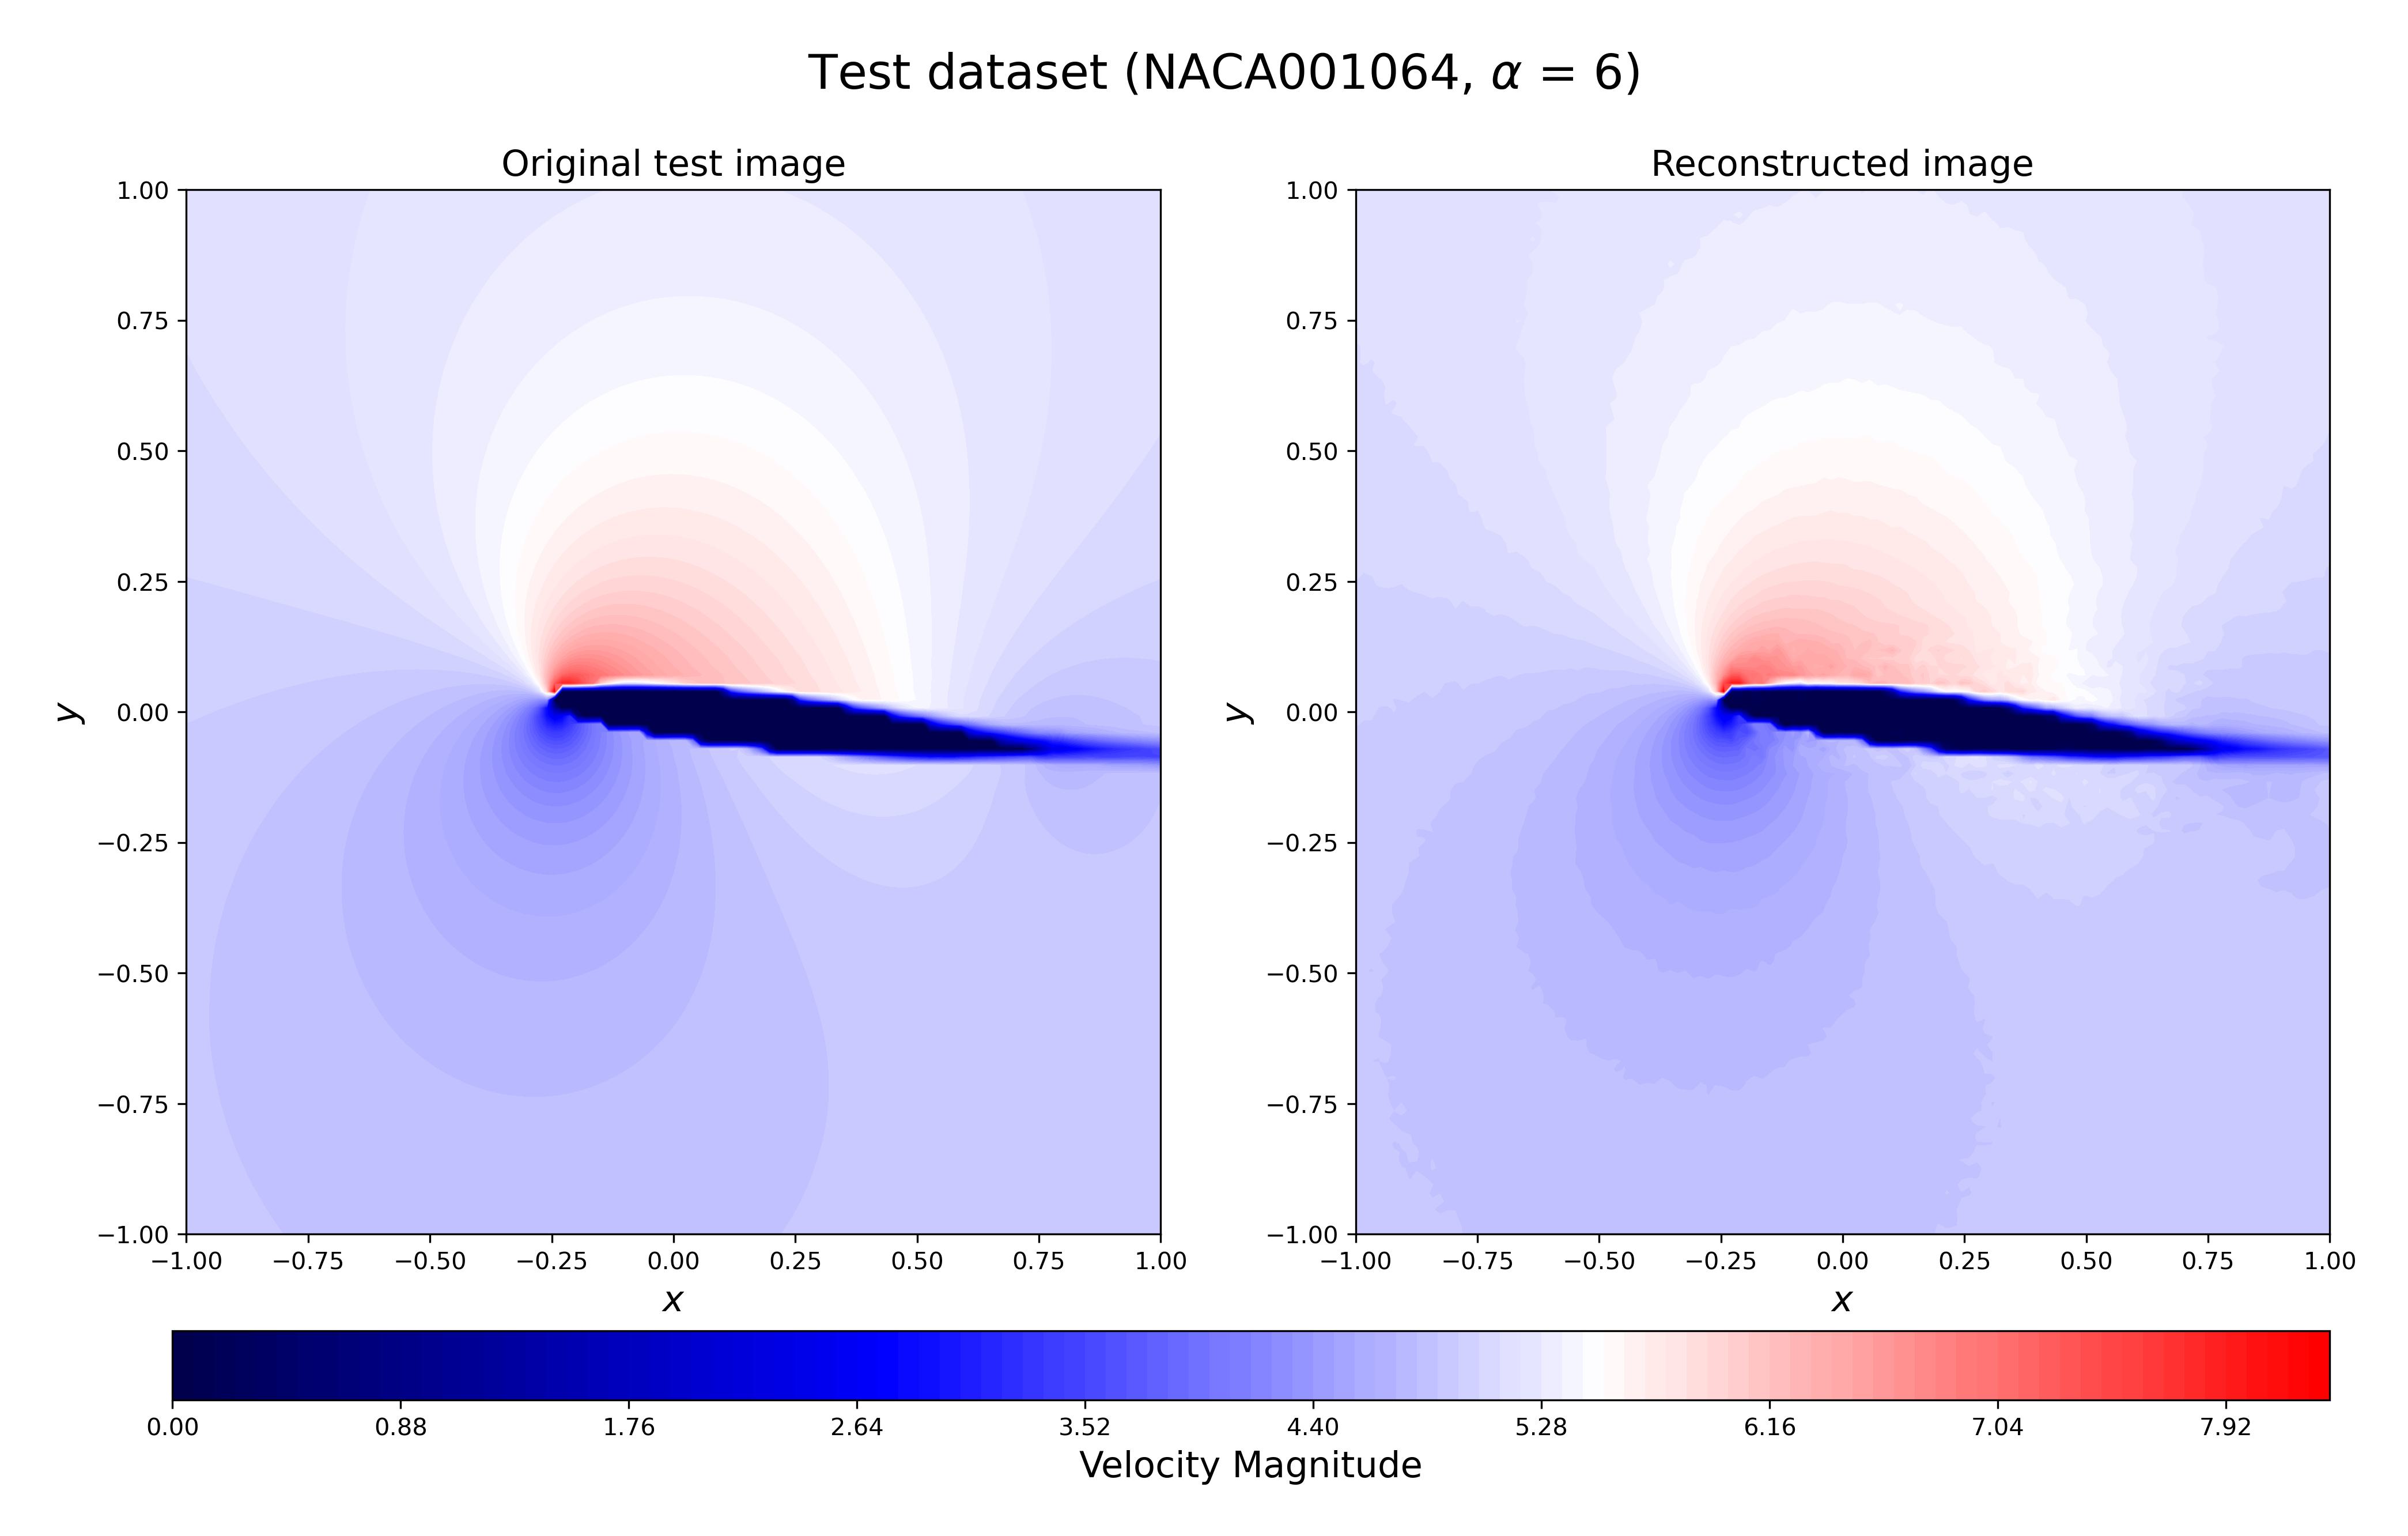 Test dataset (NACA001064, α = 6)
Original test image
Reconstructed image
1.00
0.75
0.50
0.25
0.00
−0.25
−0.50
−0.75
−1.00
y
−1.00 −0.75 −0.50 −0.25 0.00 0.25 0.50 0.75 1.00
x
1.00
0.75
0.50
0.25
0.00
−0.25
−0.50
−0.75
−1.00
y
−1.00 −0.75 −0.50 −0.25 0.00 0.25 0.50 0.75 1.00
x
0.00 0.88 1.76 2.64 3.52 4.40 5.28 6.16 7.04 7.92
Velocity Magnitude